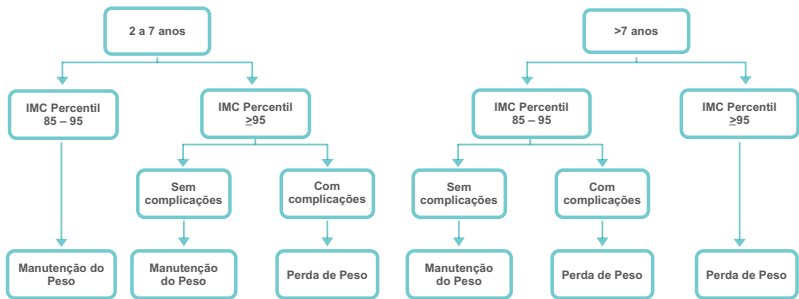 2 a 7 anos
>7 anos
IMC Percentil
85 – 95
IMC Percentil
≥95
IMC Percentil
85 – 95
IMC Percentil
≥95
Sem
complicações
Com
complicações
Sem
complicações
Com
complicações
Manutenção do
Peso
Manutenção
do Peso
Perda de Peso
Manutenção do
Peso
Perda de Peso
Perda de Peso